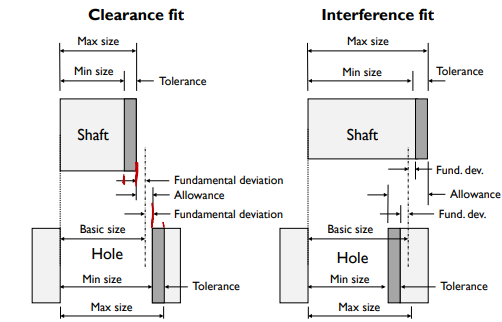 Clearance fit
Max size
Min size
Tolerance
Shaft
Fundamental deviation
Allowance
Fundamental deviation
Basic size
Hole
Min size
Tolerance
Max size
Interference fit
Max size
Min size
Tolerance
Shaft
Fund. dev.
Allowance
Fund. dev.
Basic size
Hole
Min size
Tolerance
Max size